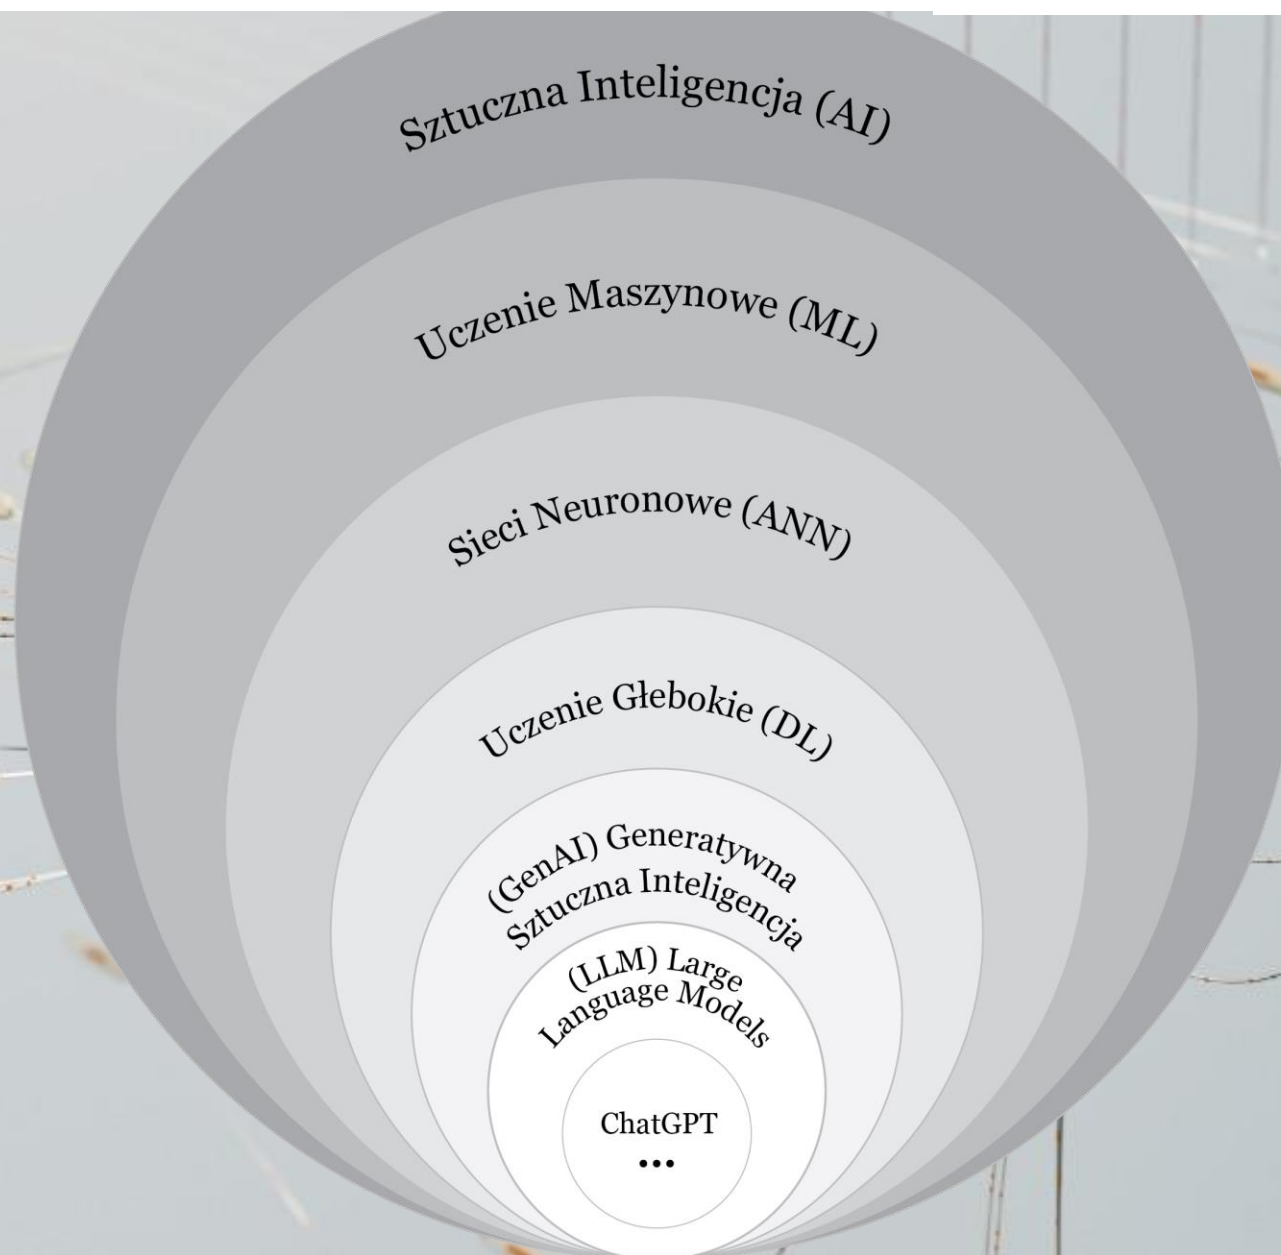 Sztuczna Inteligencja (AI)
Uczenie Maszynowe (ML)
Sieci Neuronowe (ANN)
Uczenie Głebokie (DL)
(GenAI) Generatywna
Sztuczna Inteligencja
(LLM) Large
Language Models
ChatGPT
...